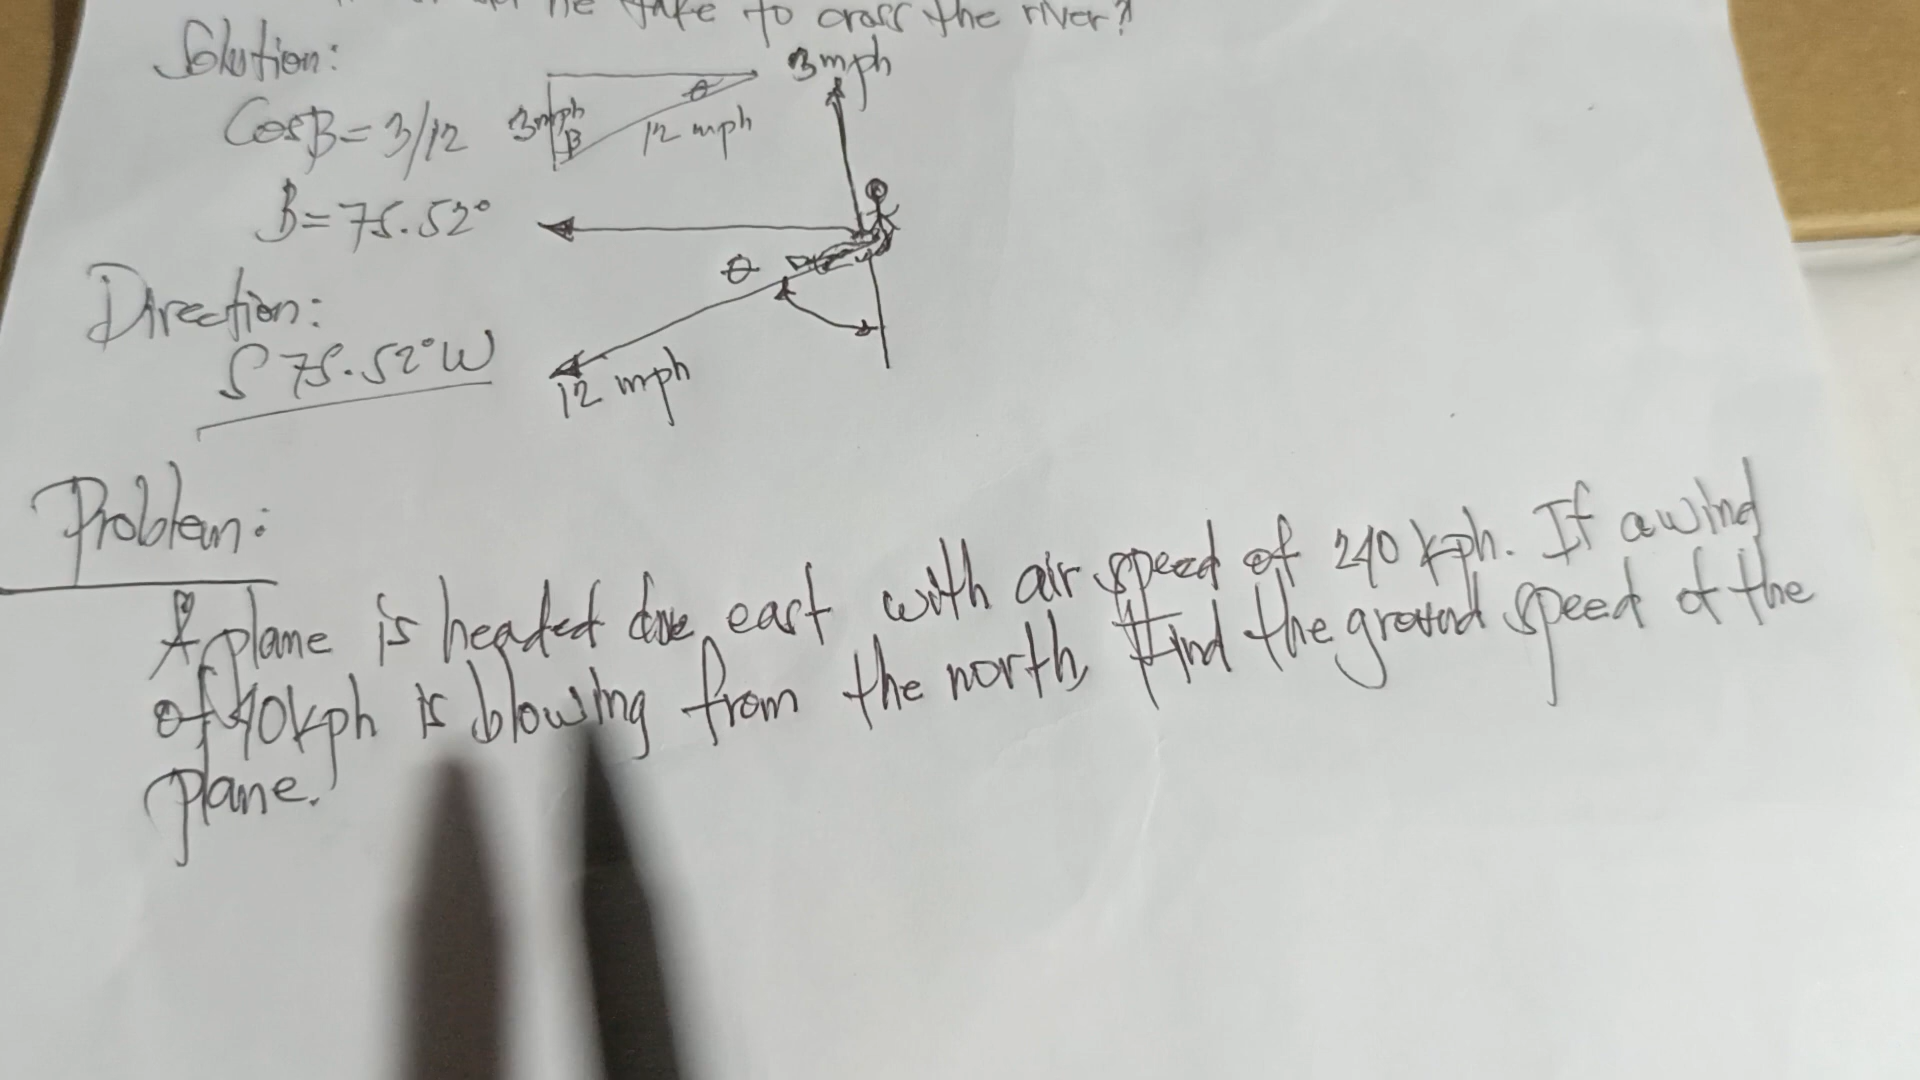 he take to cross the river?
Solution:
3mph
θ
CosB = 3/12
3mph
B
12 mph
B = 75.52°
θ
Direction:
S 75.52° W
12 mph
Problem:
A plane is headed due east with air speed of 240 kph. If a wind
of 40kph is blowing from the north, find the ground speed of the
plane.